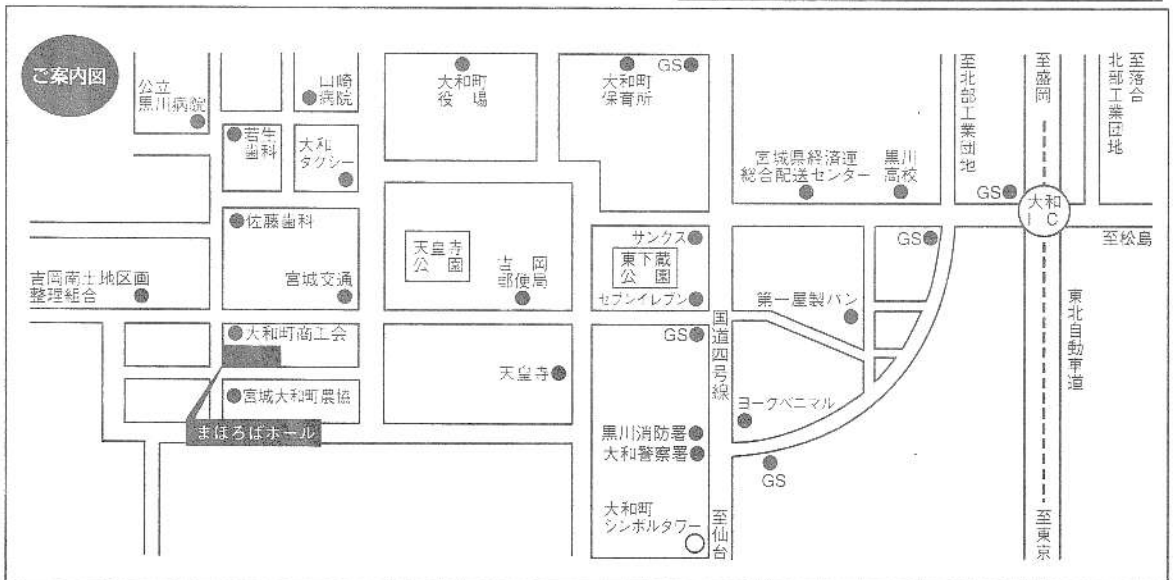 ご案内図
公立
黒川病院
山崎
病院
若生
歯科
大和
タクシー
大和町
役場
大和町
保育所
GS
宮城県経済連
総合配送センター
黒川
高校
至北部工業団地
至盛岡
至落合
北部工業団地
GS
大和
IC
至松島
佐藤歯科
天皇寺
公園
吉岡
郵便局
サンクス
東下蔵
公園
セブンイレブン
GS
吉岡南土地区画
整理組合
宮城交通
第一屋製パン
東北自動車道
大和町商工会
GS
国道四号線
天皇寺
宮城大和町農協
まほろばホール
ヨークベニマル
黒川消防署
大和警察署
GS
大和町
シンボルタワー
至仙台
至東京